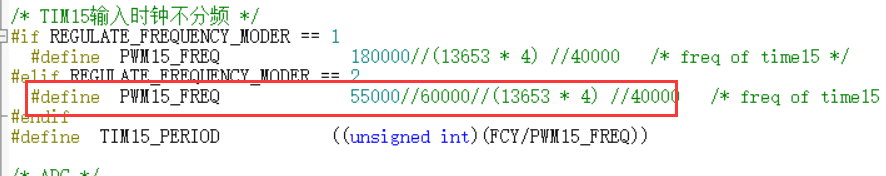 /* TIM15输入时钟不分频 */
#if REGULATE_FREQUENCY_MODER == 1
#define PWM15_FREQ 180000//(13653 * 4) //40000 /* freq of time15 */
#elif REGULATE_FREQUENCY_MODER == 2
#define PWM15_FREQ 55000//60000//(13653 * 4) //40000 /* freq of time15
#endif
#define TIM15_PERIOD ((unsigned int)(FCY/PWM15_FREQ))
/* ADC */